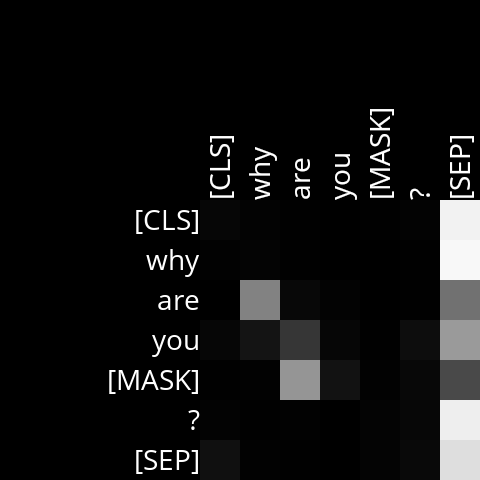 [CLS] why are you [MASK] ? [SEP]
[CLS]
why
are
you
[MASK]
?
[SEP]